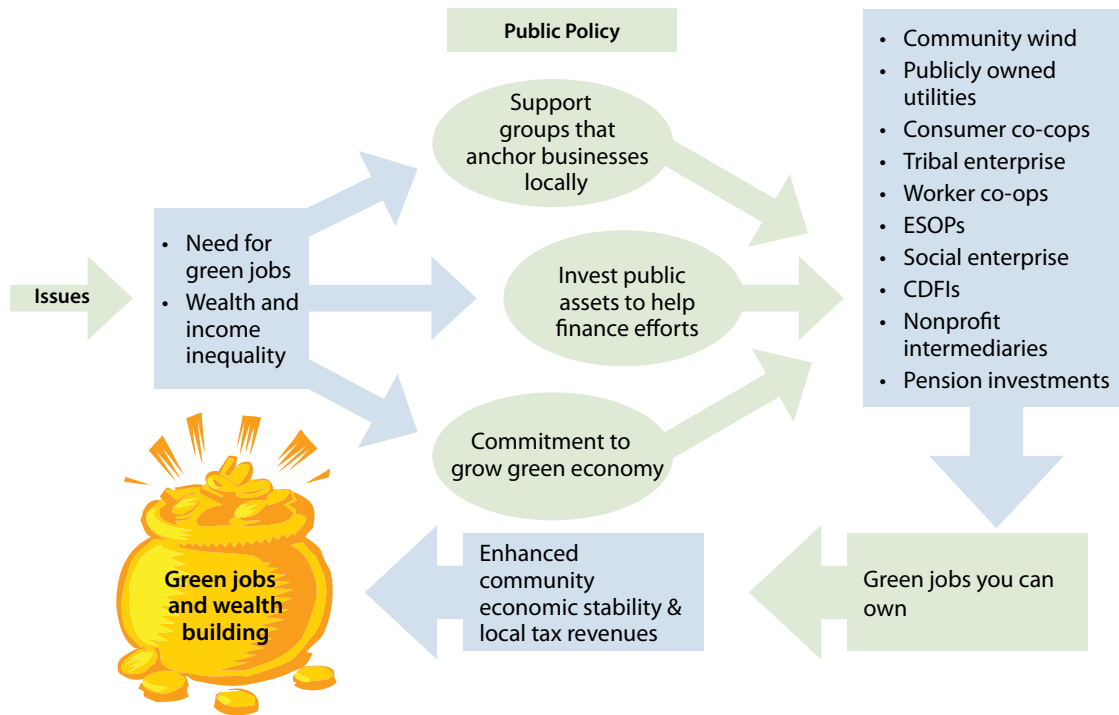 Public Policy
Issues
• Need for
green jobs
• Wealth and
income
inequality
Support
groups that
anchor businesses
locally
Invest public
assets to help
finance efforts
Commitment to
grow green economy
• Community wind
• Publicly owned
utilities
• Consumer co-cops
• Tribal enterprise
• Worker co-ops
• ESOPs
• Social enterprise
• CDFIs
• Nonprofit
intermediaries
• Pension investments
Green jobs you can
own
Enhanced
community
economic stability &
local tax revenues
Green jobs
and wealth
building